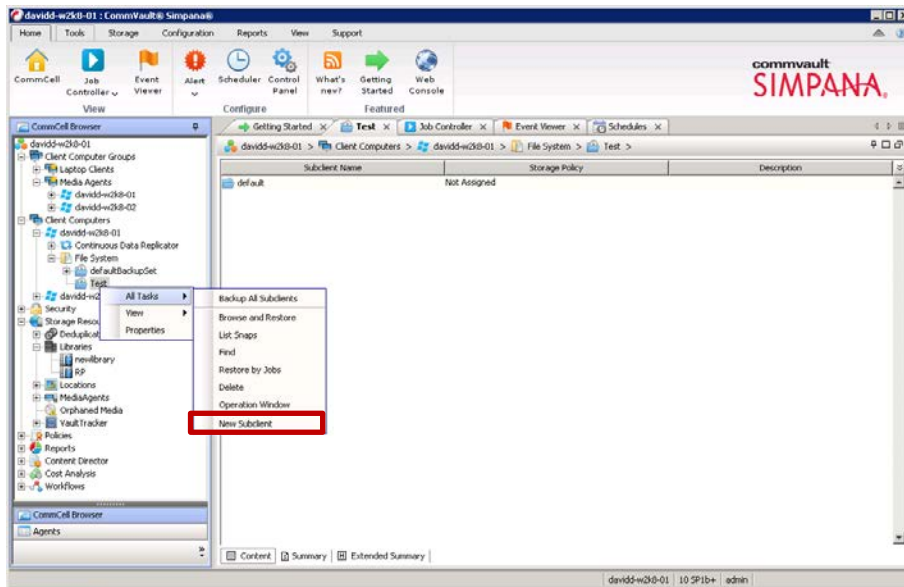 davidd-w2k8-01 : CommVault® Simpana®
Home Tools Storage Configuration Reports View Support
CommCell
Job Controller
Event Viewer
Alert
Scheduler
Control Panel
What's new?
Getting Started
Web Console
View
Configure
Featured
commvault
SIMPANA
CommCell Browser
Getting Started
Test
Job Controller
Event Viewer
Schedules
davidd-w2k8-01 > Client Computers > davidd-w2k8-01 > File System > Test >
Subclient Name Storage Policy Description
default Not Assigned
davidd-w2k8-01
Client Computer Groups
Laptop Clients
Media Agents
davidd-w2k8-01
davidd-w2k8-02
Client Computers
davidd-w2k8-01
Continuous Data Replicator
File System
defaultBackupSet
Test
davidd-w2
Security
Storage Resou
Deduplicat
Libraries
newlibrary
RP
Locations
MediaAgents
Orphaned Media
VaultTracker
Policies
Reports
Content Director
Cost Analysis
Workflows
All Tasks
View
Properties
Backup All Subclients
Browse and Restore
List Snaps
Find
Restore by Jobs
Delete
Operation Window
New Subclient
CommCell Browser
Agents
Content Summary Extended Summary
davidd-w2k8-01 10 SP1b+ admin